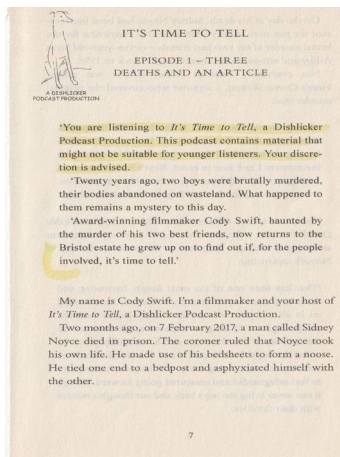 IT'S TIME TO TELL
EPISODE 1 – THREE
DEATHS AND AN ARTICLE
A DISHLICKER
PODCAST PRODUCTION
'You are listening to It's Time to Tell, a Dishlicker
Podcast Production. This podcast contains material that
might not be suitable for younger listeners. Your discre-
tion is advised.
'Twenty years ago, two boys were brutally murdered,
their bodies abandoned on wasteland. What happened to
them remains a mystery to this day.
'Award-winning filmmaker Cody Swift, haunted by
the murder of his two best friends, now returns to the
Bristol estate he grew up on to find out if, for the people
involved, it's time to tell.'
My name is Cody Swift. I'm a filmmaker and your host of
It's Time to Tell, a Dishlicker Podcast Production.
Two months ago, on 7 February 2017, a man called Sidney
Noyce died in prison. The coroner ruled that Noyce took
his own life. He made use of his bedsheets to form a noose.
He tied one end to a bedpost and asphyxiated himself with
the other.
7